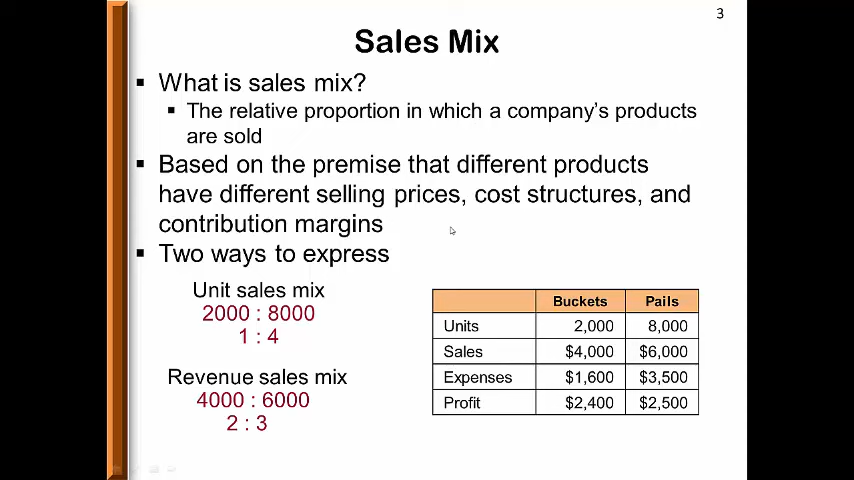 3
Sales Mix
▪ What is sales mix?
▪ The relative proportion in which a company's products
are sold
▪ Based on the premise that different products
have different selling prices, cost structures, and
contribution margins
▪ Two ways to express
Unit sales mix
2000 : 8000
1 : 4
Revenue sales mix
4000 : 6000
2 : 3
Buckets Pails
Units 2,000 8,000
Sales $4,000 $6,000
Expenses $1,600 $3,500
Profit $2,400 $2,500